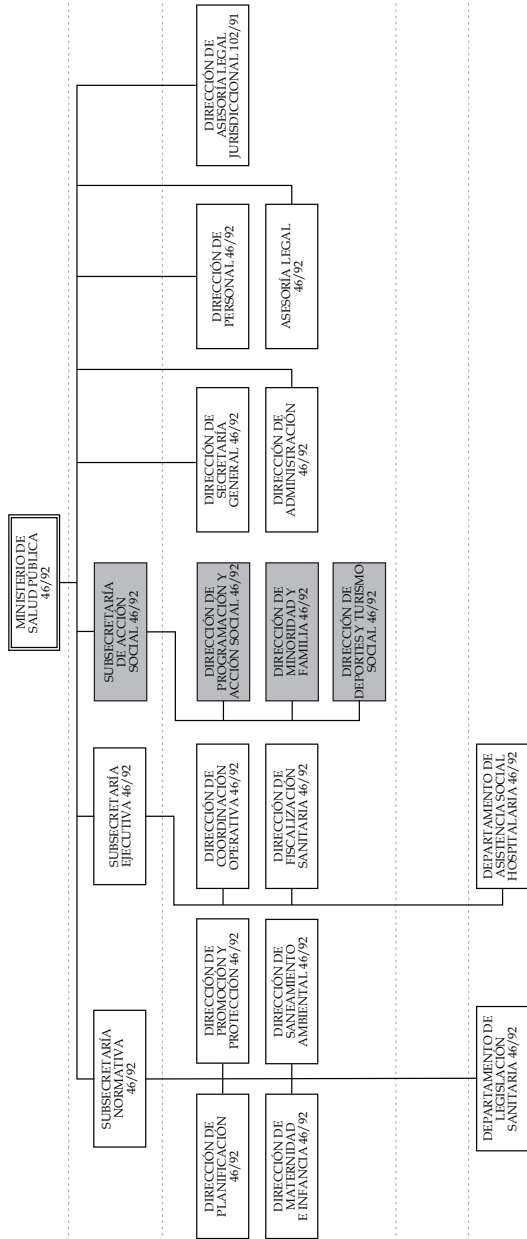 MINISTERIO DE
SALUD PÚBLICA
46/92
SUBSECRETARÍA
NORMATIVA
46/92
SUBSECRETARÍA
EJECUTIVA 46/92
SUBSECRETARÍA
DE ACCIÓN
SOCIAL 46/92
DIRECCIÓN DE
PLANIFICACIÓN
46/92
DIRECCIÓN DE
PROMOCIÓN Y
PROTECCIÓN 46/92
DIRECCIÓN DE
COORDINACIÓN
OPERATIVA 46/92
DIRECCIÓN DE
PROGRAMACIÓN Y
ACCIÓN SOCIAL 46/92
DIRECCIÓN DE
SECRETARÍA
GENERAL 46/92
DIRECCIÓN DE
PERSONAL 46/92
DIRECCIÓN DE
ASESORÍA LEGAL
JURISDICCIONAL 102/91
DIRECCIÓN DE
MATERNIDAD
E INFANCIA 46/92
DIRECCIÓN DE
SANEAMIENTO
AMBIENTAL 46/92
DIRECCIÓN DE
FISCALIZACIÓN
SANITARIA 46/92
DIRECCIÓN DE
MINORIDAD Y
FAMILIA 46/92
DIRECCIÓN DE
ADMINISTRACIÓN
46/92
ASESORÍA LEGAL
46/92
DIRECCIÓN DE
DEPORTES Y TURISMO
SOCIAL 46/92
DEPARTAMENTO DE
LEGISLACIÓN
SANITARIA 46/92
DEPARTAMENTO DE
ASISTENCIA SOCIAL
HOSPITALARIA 46/92